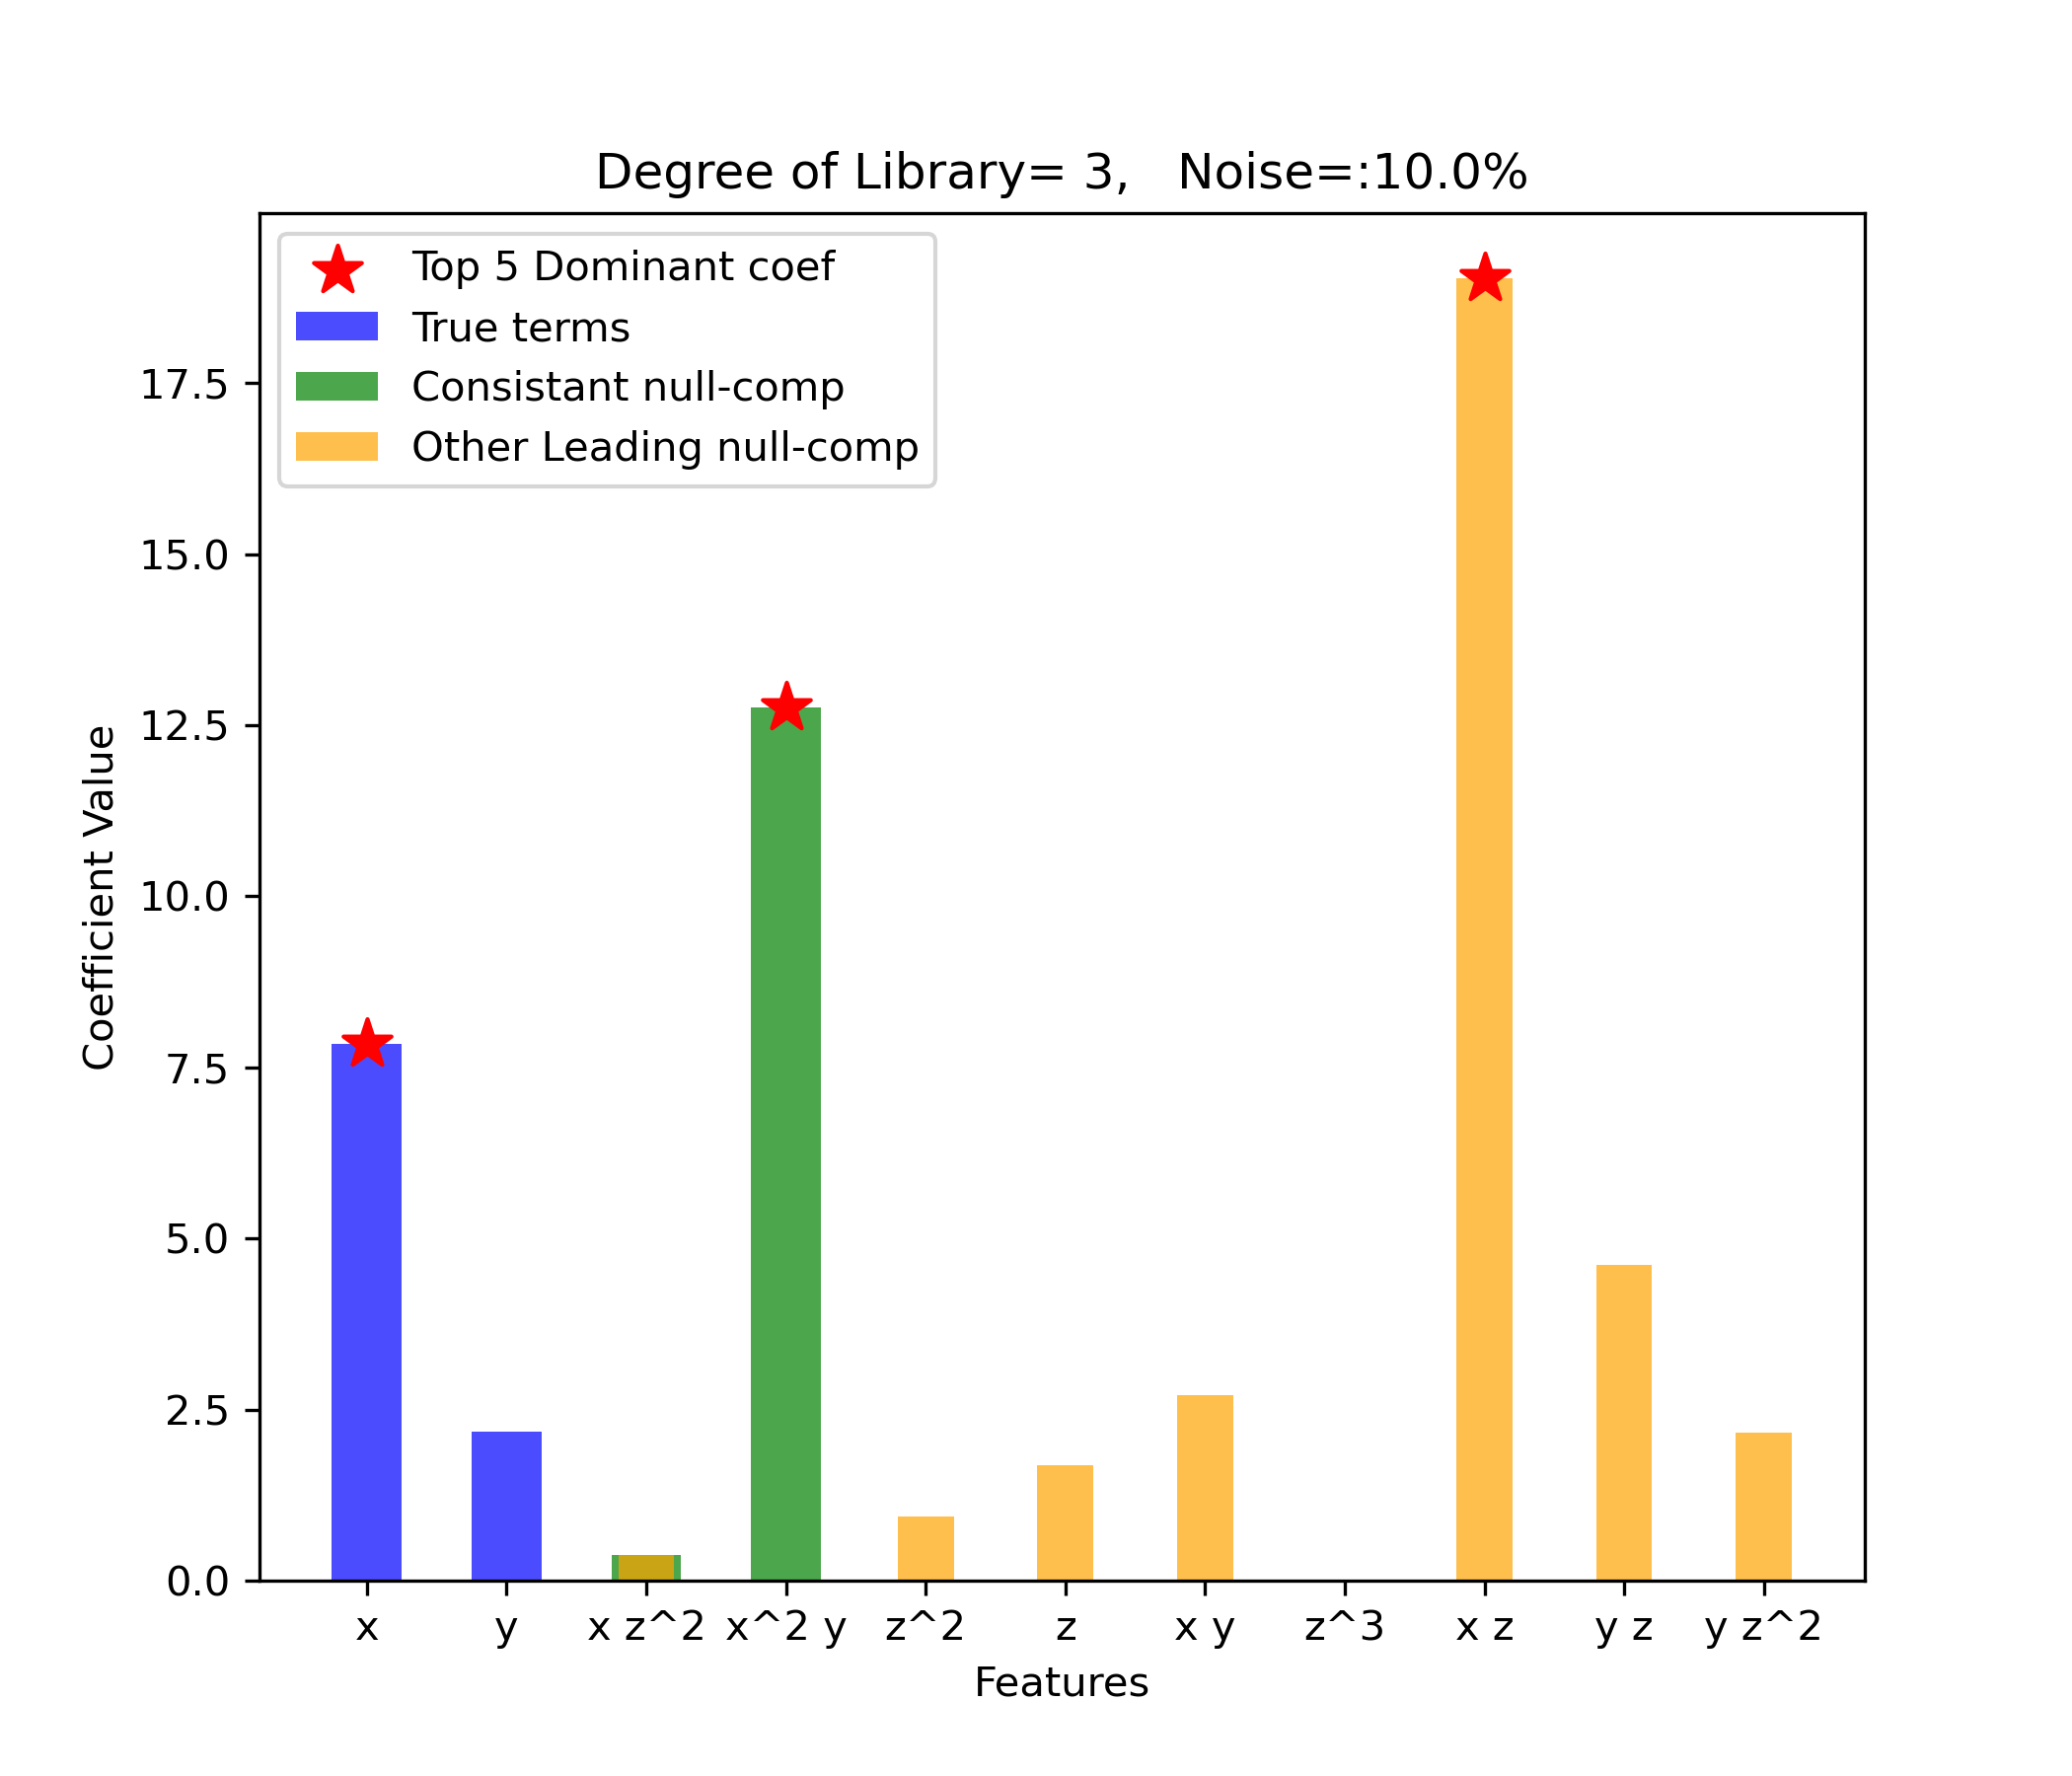 Degree of Library= 3,   Noise=:10.0%
Top 5 Dominant coef
True terms
Consistant null-comp
Other Leading null-comp
Coefficient Value
17.5
15.0
12.5
10.0
7.5
5.0
2.5
0.0
x y x z^2 x^2 y z^2 z x y z^3 x z y z y z^2
Features